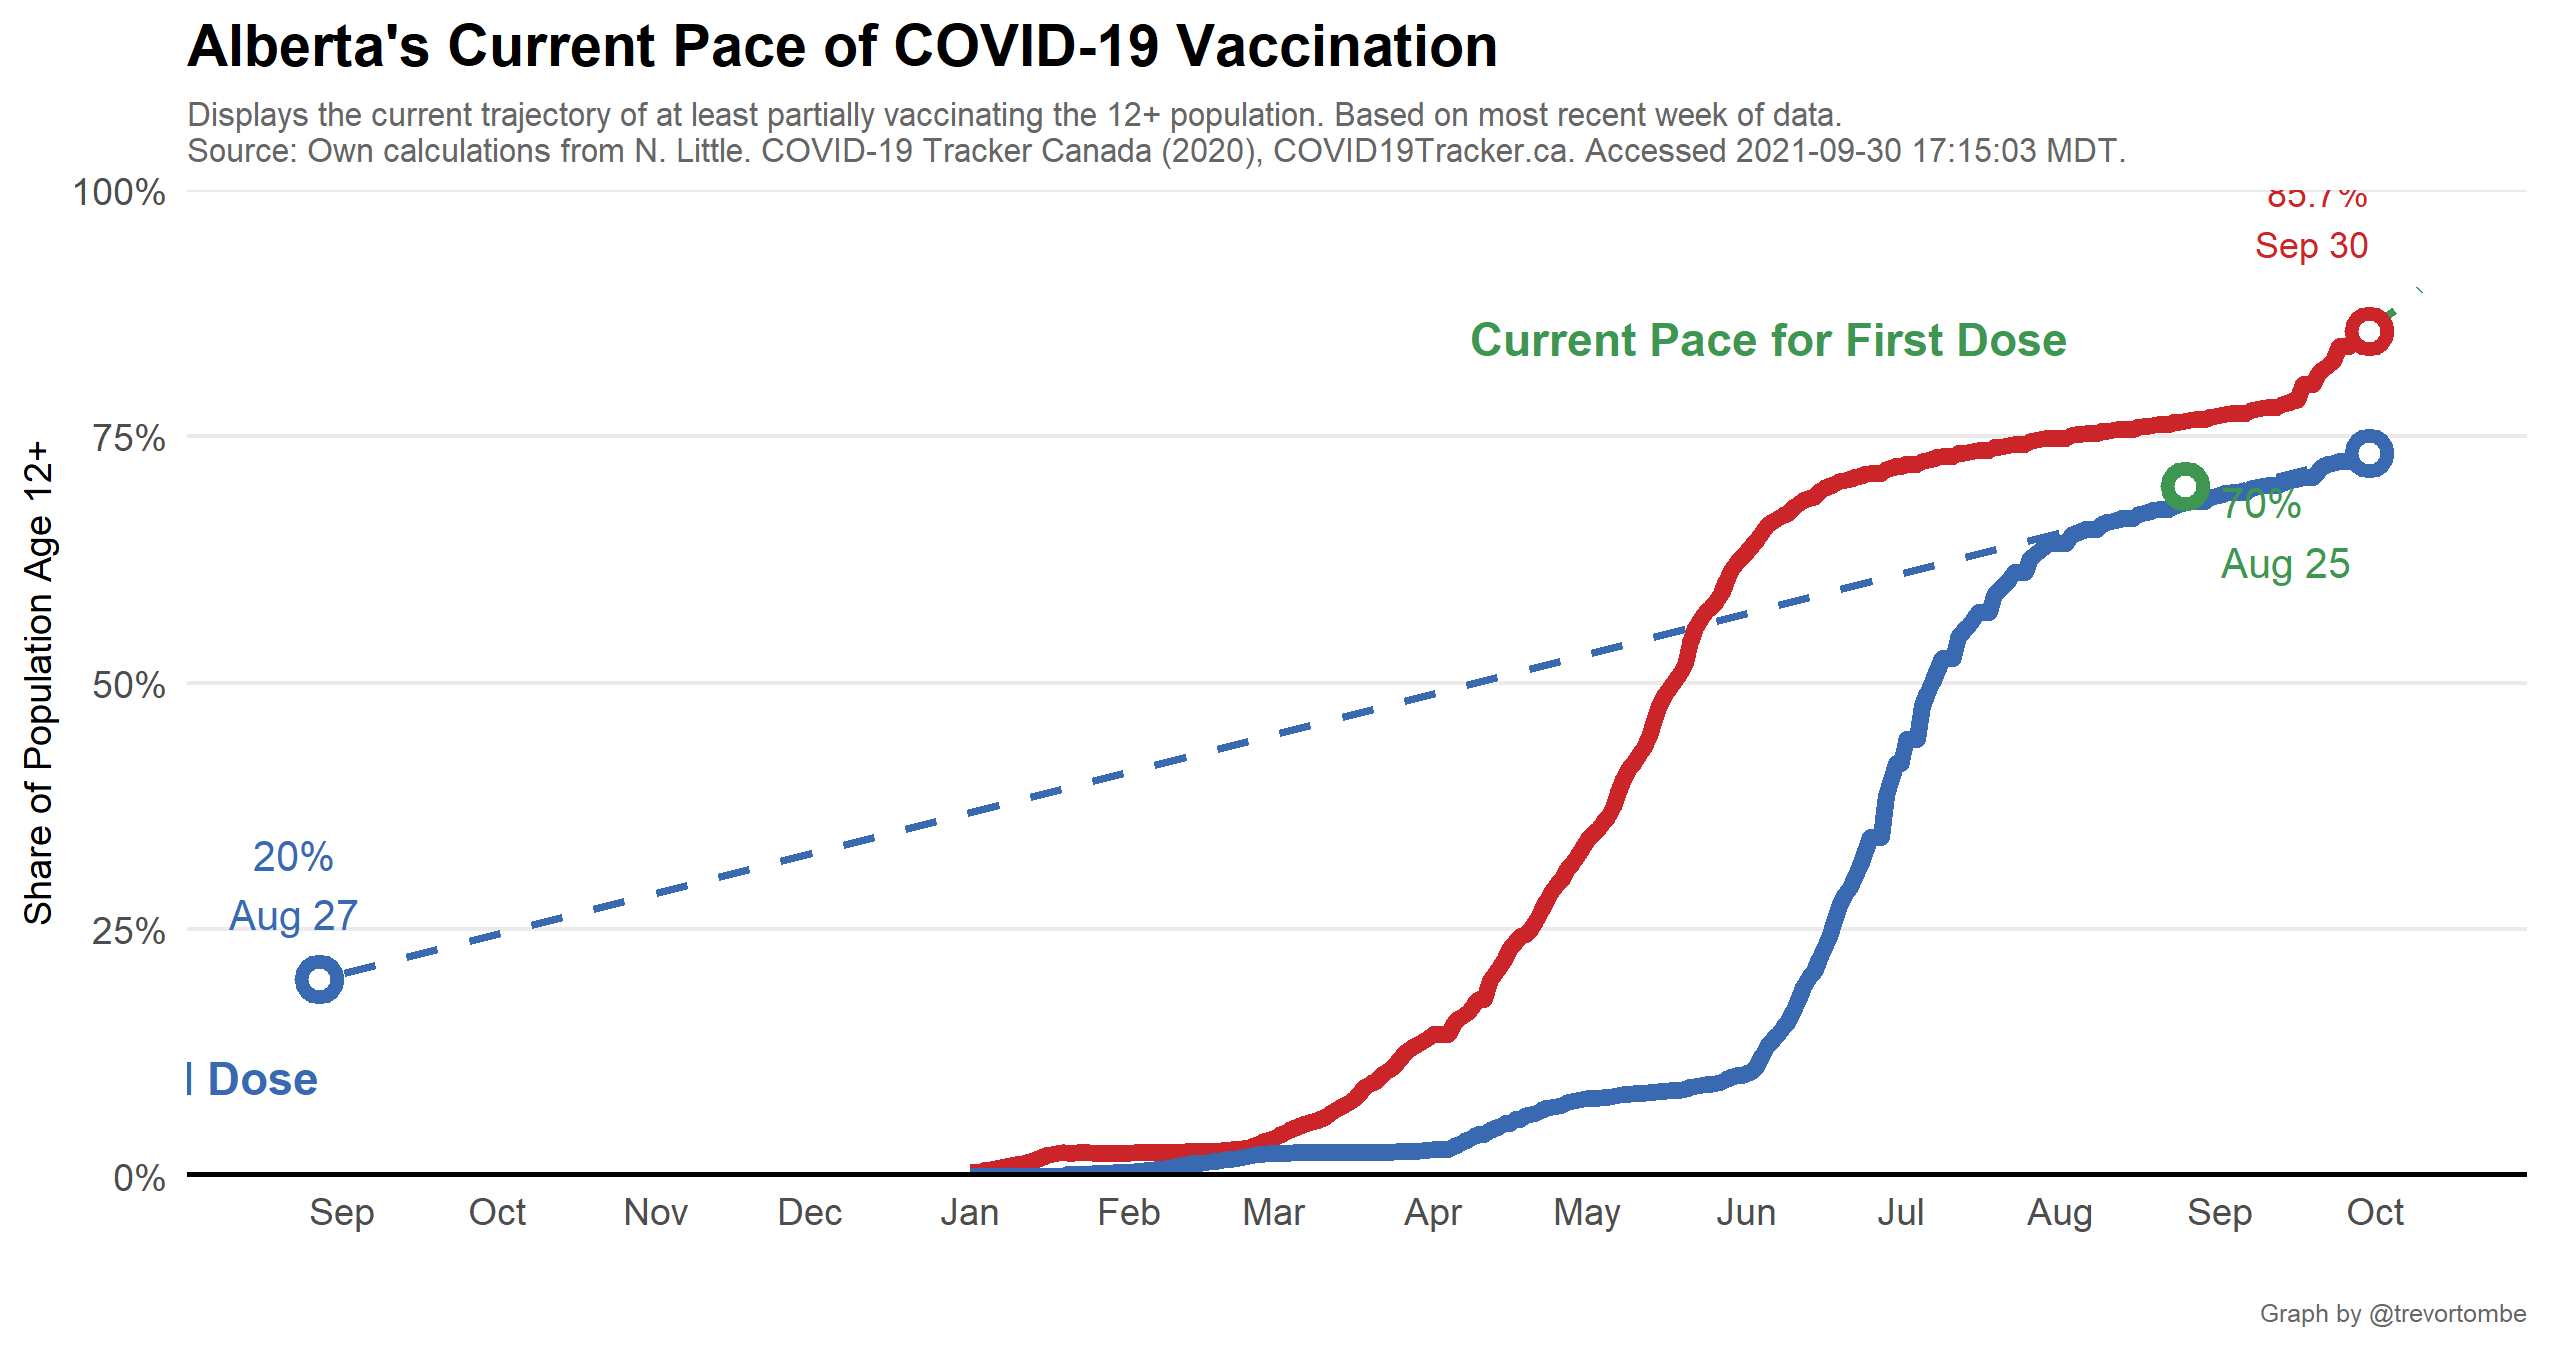 Alberta's Current Pace of COVID-19 Vaccination
Displays the current trajectory of at least partially vaccinating the 12+ population. Based on most recent week of data.
Source: Own calculations from N. Little. COVID-19 Tracker Canada (2020), COVID19Tracker.ca. Accessed 2021-09-30 17:15:03 MDT.
Share of Population Age 12+
100%
75%
50%
25%
0%
85.7%
Sep 30
Current Pace for First Dose
70%
Aug 25
20%
Aug 27
Dose
Sep Oct Nov Dec Jan Feb Mar Apr May Jun Jul Aug Sep Oct
Graph by @trevortombe